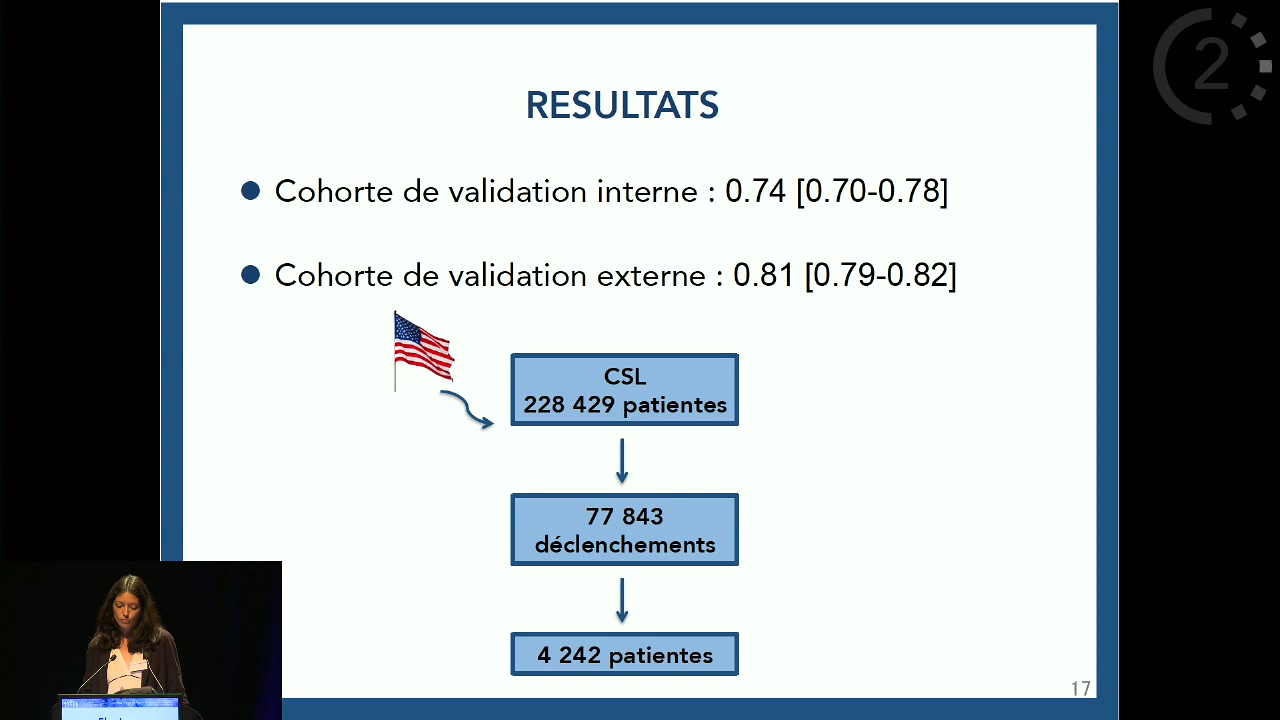 RESULTATS
Cohorte de validation interne : 0.74 [0.70-0.78]
Cohorte de validation externe : 0.81 [0.79-0.82]
CSL
228 429 patientes
77 843
déclenchements
4 242 patientes
17
2